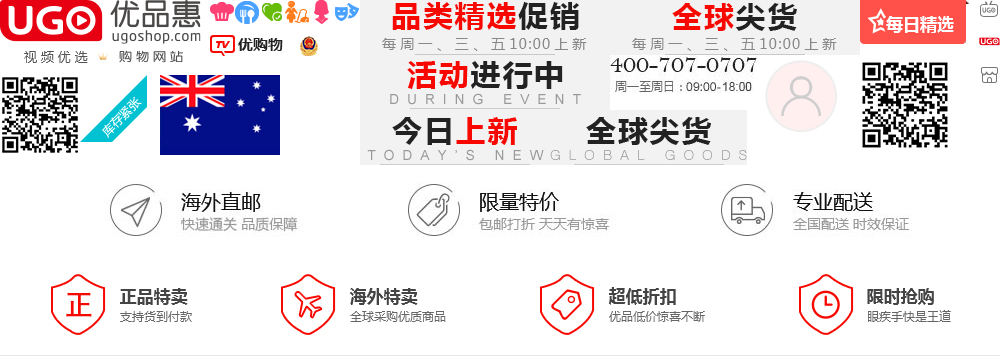 UGO
优品惠
ugoshop.com
视频优选 购物网站
TV 优购物
品类精选促销
每周一、三、五10:00上新
全球尖货
每周一、三、五10:00上新
每日精选
库存紧张
活动进行中
DURING EVENT
400-707-0707
周一至周日：09:00-18:00
今日上新
TODAY'S NEW
全球尖货
GLOBAL GOODS
UGO
海外直邮
快速通关 品质保障
限量特价
包邮打折 天天有惊喜
专业配送
全国配送 时效保证
正
正品特卖
支持货到付款
海外特卖
全球采购优质商品
超低折扣
优品低价惊喜不断
限时抢购
眼疾手快是王道